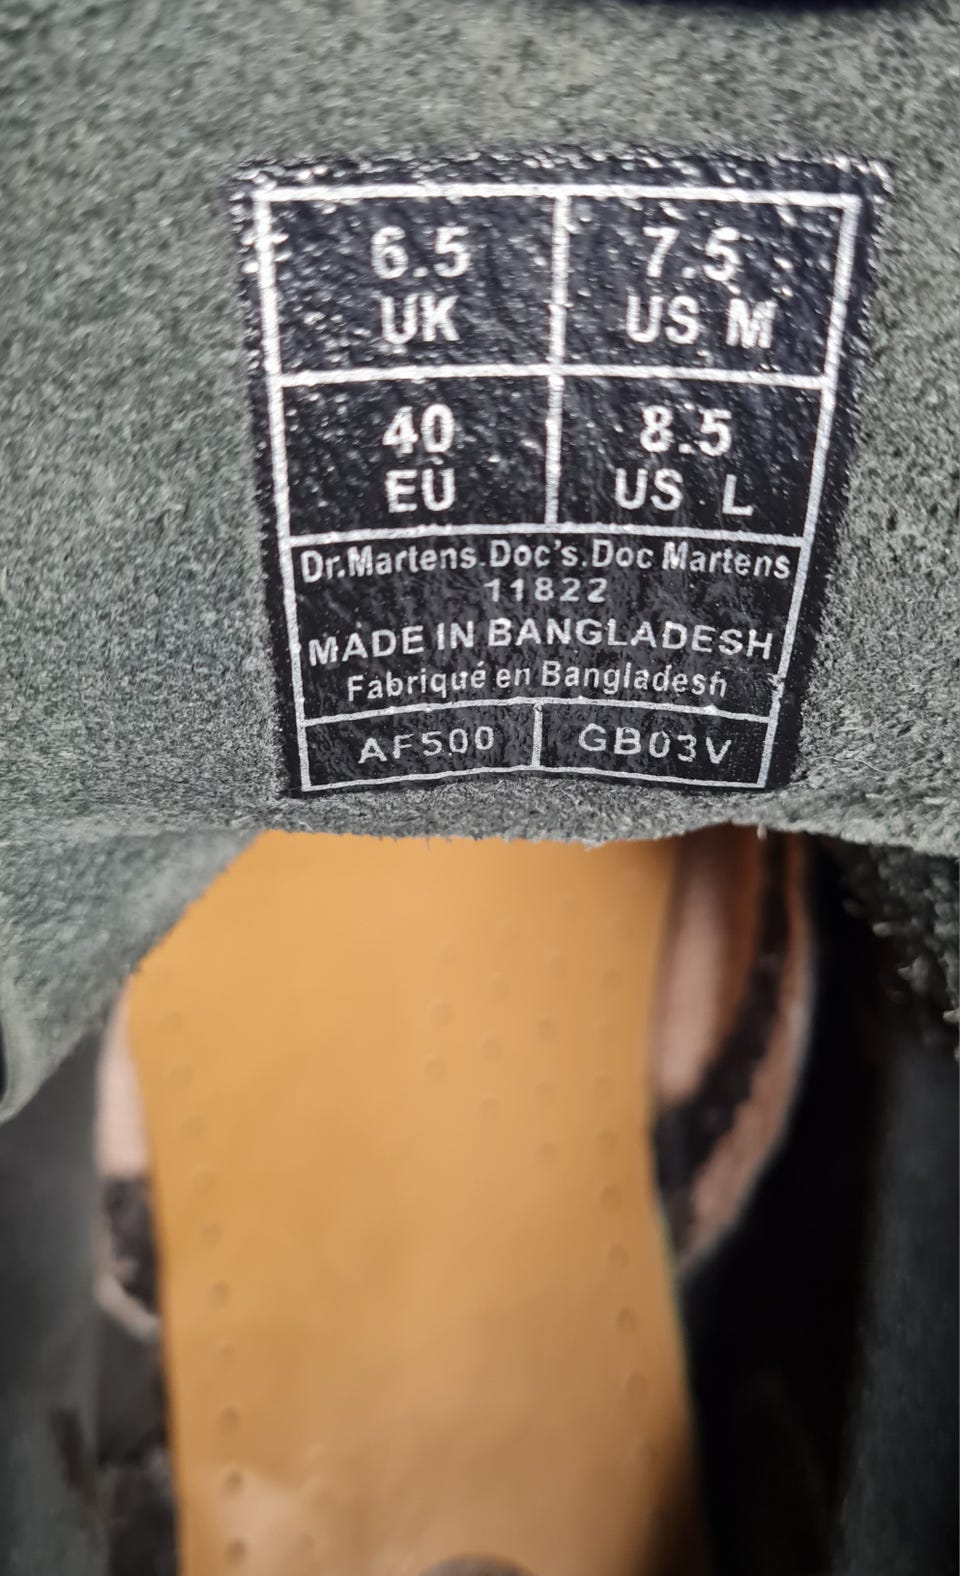 6.5 7.5
UK US M
40 8.5
EU US L
Dr.Martens.Doc's.Doc Martens
11822
MADE IN BANGLADESH
Fabriqué en Bangladesh
AF500 GB03V